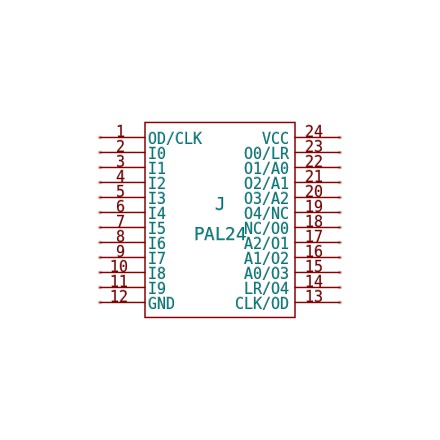 1 OD/CLK VCC 24
2 I0 O0/LR 23
3 I1 O1/A0 22
4 I2 O2/A1 21
5 I3 O3/A2 20
J
6 I4 O4/NC 19
7 I5 NC/O0 18
PAL24
8 I6 A2/O1 17
9 I7 A1/O2 16
10 I8 A0/O3 15
11 I9 LR/O4 14
12 GND CLK/OD 13